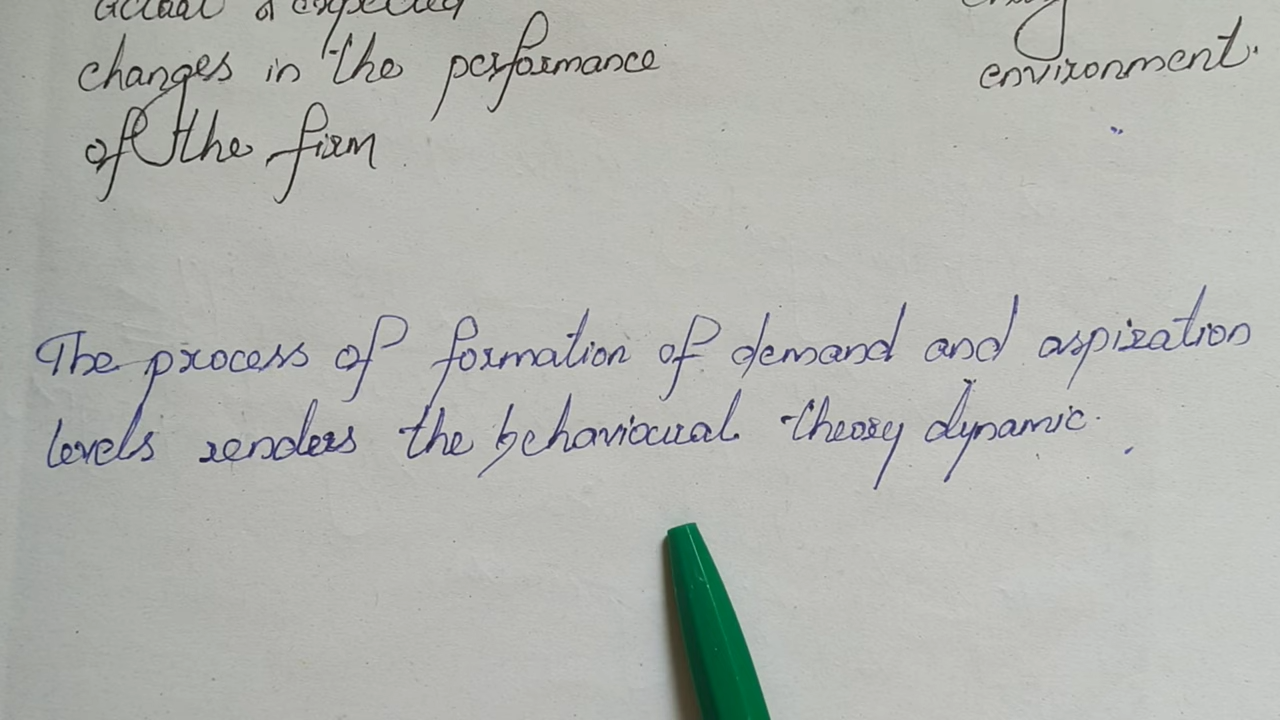 changes in the performance
of the firm
environment.
The process of formation of demand and aspiration
levels renders the behaviourial theory dynamic.